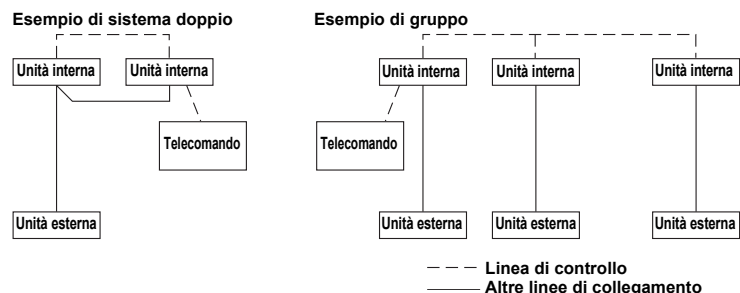 Esempio di sistema doppio
Unità interna
Unità interna
Telecomando
Unità esterna
Esempio di gruppo
Unità interna
Unità interna
Unità interna
Telecomando
Unità esterna
Unità esterna
Unità esterna
Linea di controllo
Altre linee di collegamento